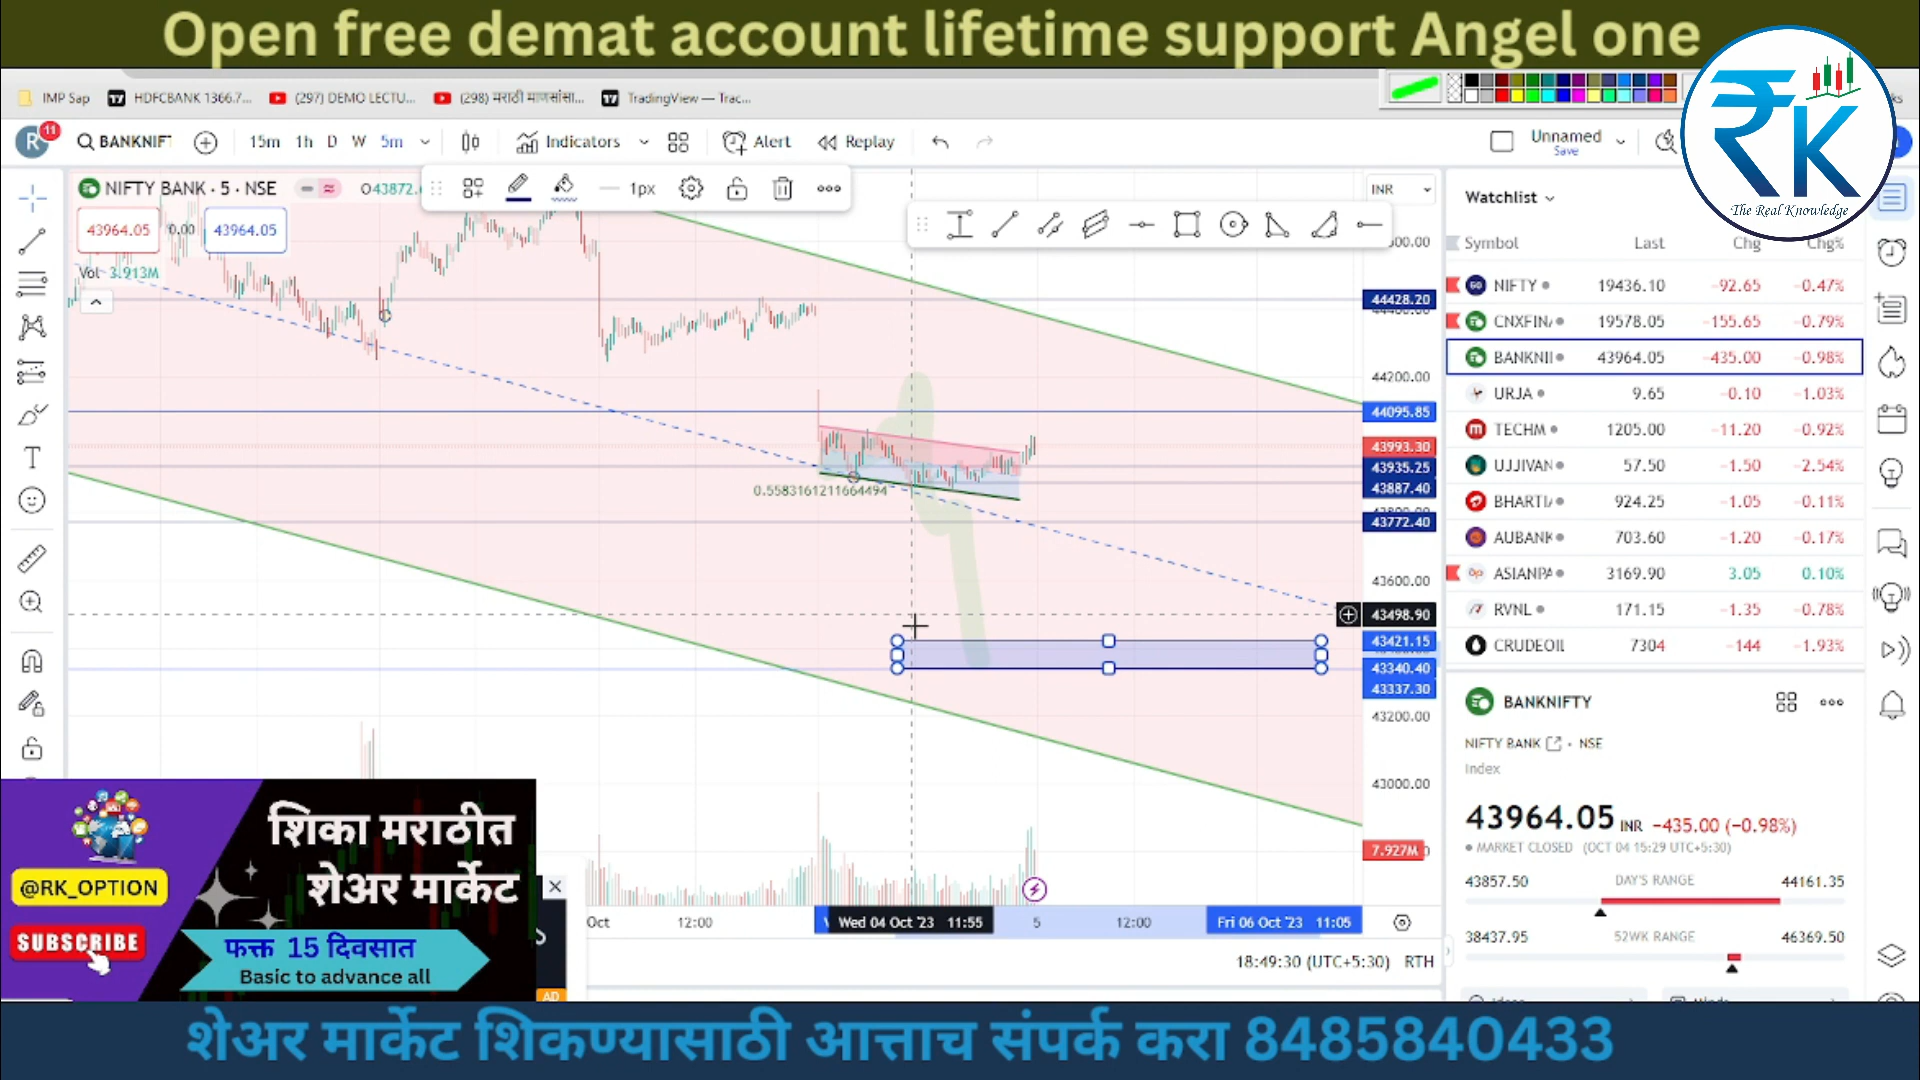 Open free demat account lifetime support Angel one
IMP Sap
HDFCBANK 1366.7...
(297) DEMO LECTU...
(298) मराठी माणसांसा...
TradingView — Trac...
RK
The Real Knowledge
R 11
BANKNIFT
15m 1h D W 5m
Indicators
Alert
Replay
Unnamed
Save
NIFTY BANK · 5 · NSE
O43872.
1px
INR
43964.05 0.00 43964.05
Vol 3.913M
44428.20
44200.00
44095.85
43993.30
43935.25
43887.40
43772.40
43600.00
43498.90
43421.15
43340.40
43337.30
43200.00
43000.00
7.927M
0.5583161211664494
Oct 12:00 Wed 04 Oct '23 11:55 5 12:00 Fri 06 Oct '23 11:05
18:49:30 (UTC+5:30) RTH
Watchlist
Symbol Last Chg Chg%
NIFTY 19436.10 -92.65 -0.47%
CNXFIN 19578.05 -155.65 -0.79%
BANKNI 43964.05 -435.00 -0.98%
URJA 9.65 -0.10 -1.03%
TECHM 1205.00 -11.20 -0.92%
UJJIVAN 57.50 -1.50 -2.54%
BHARTI 924.25 -1.05 -0.11%
AUBANK 703.60 -1.20 -0.17%
ASIANPA 3169.90 3.05 0.10%
RVNL 171.15 -1.35 -0.78%
CRUDEOIL 7304 -144 -1.93%
BANKNIFTY
NIFTY BANK · NSE
Index
43964.05 INR -435.00 (-0.98%)
MARKET CLOSED (OCT 04 15:29 UTC+5:30)
43857.50 DAY'S RANGE 44161.35
38437.95 52WK RANGE 46369.50
शिका मराठीत
शेअर मार्केट
@RK_OPTION
SUBSCRIBE
फक्त 15 दिवसात
Basic to advance all
AD
शेअर मार्केट शिकण्यासाठी आत्ताच संपर्क करा 8485840433